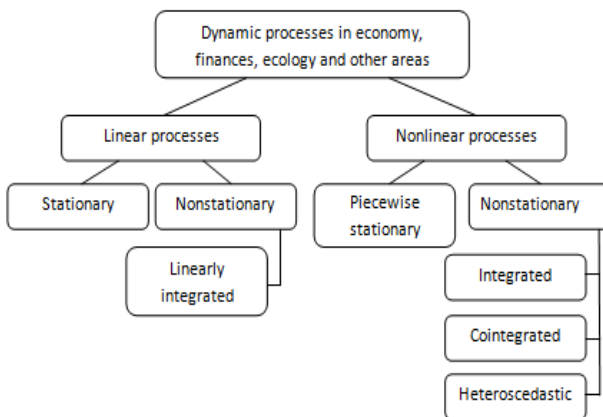 Dynamic processes in economy,
finances, ecology and other areas
Linear processes
Nonlinear processes
Stationary
Nonstationary
Piecewise
stationary
Nonstationary
Linearly
integrated
Integrated
Cointegrated
Heteroscedastic